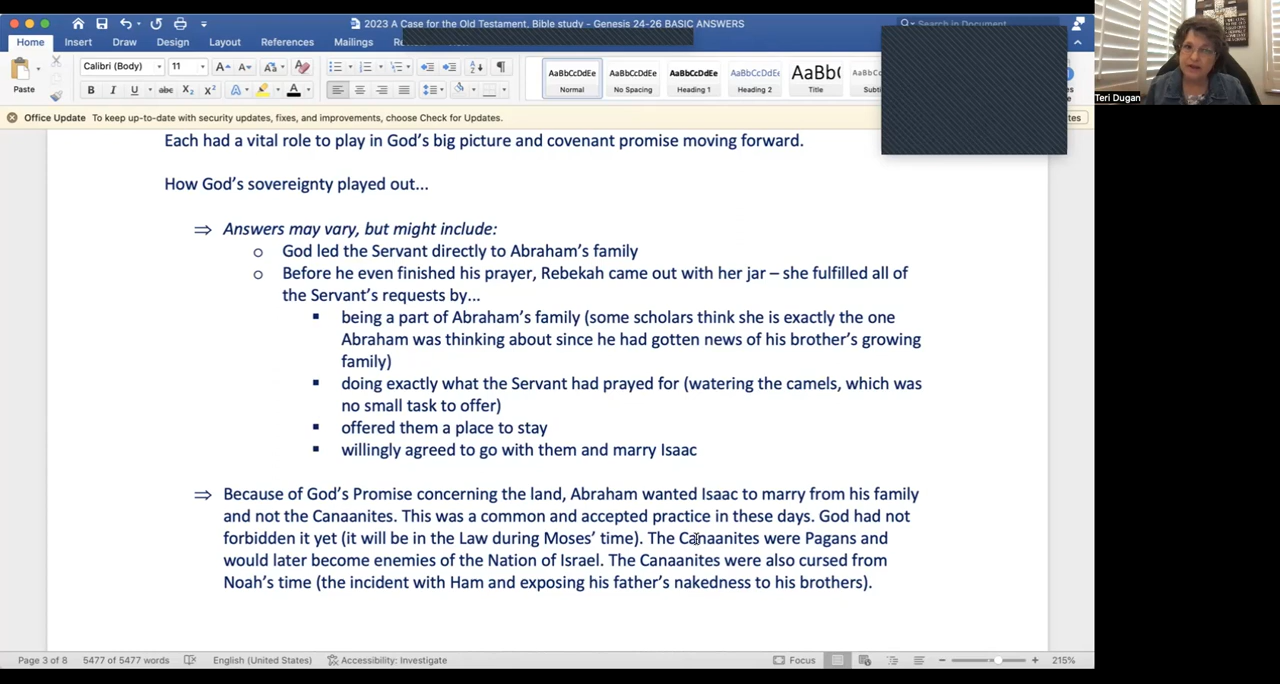 2023 A Case for the Old Testament, Bible study - Genesis 24-26 BASIC ANSWERS
Search in Document
Home Insert Draw Design Layout References Mailings
Paste
Calibri (Body) 11
AaBbCcDdEe AaBbCcDdEe AaBbCcDdEe AaBbCcDdEe AaBb( AaBbCcDdEe
Normal No Spacing Heading 1 Heading 2 Title
Teri Dugan
Office Update To keep up-to-date with security updates, fixes, and improvements, choose Check for Updates.
Each had a vital role to play in God's big picture and covenant promise moving forward.
How God's sovereignty played out...
⇒ Answers may vary, but might include:
o God led the Servant directly to Abraham's family
o Before he even finished his prayer, Rebekah came out with her jar – she fulfilled all of
the Servant's requests by...
▪ being a part of Abraham's family (some scholars think she is exactly the one
Abraham was thinking about since he had gotten news of his brother's growing
family)
▪ doing exactly what the Servant had prayed for (watering the camels, which was
no small task to offer)
▪ offered them a place to stay
▪ willingly agreed to go with them and marry Isaac
⇒ Because of God's Promise concerning the land, Abraham wanted Isaac to marry from his family
and not the Canaanites. This was a common and accepted practice in these days. God had not
forbidden it yet (it will be in the Law during Moses' time). The Canaanites were Pagans and
would later become enemies of the Nation of Israel. The Canaanites were also cursed from
Noah's time (the incident with Ham and exposing his father's nakedness to his brothers).
Page 3 of 8 5477 of 5477 words English (United States) Accessibility: Investigate Focus 215%